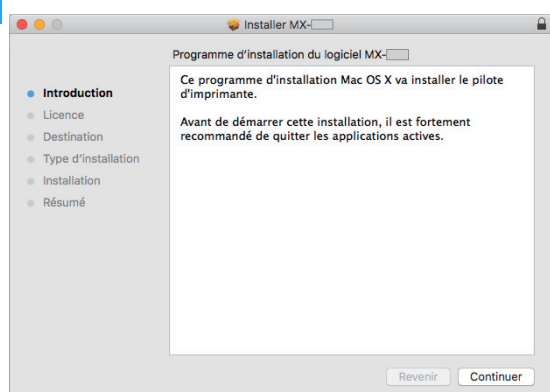 Installer MX-
Programme d'installation du logiciel MX-
Introduction
Licence
Destination
Type d'installation
Installation
Résumé
Ce programme d'installation Mac OS X va installer le pilote
d'imprimante.
Avant de démarrer cette installation, il est fortement
recommandé de quitter les applications actives.
Revenir
Continuer